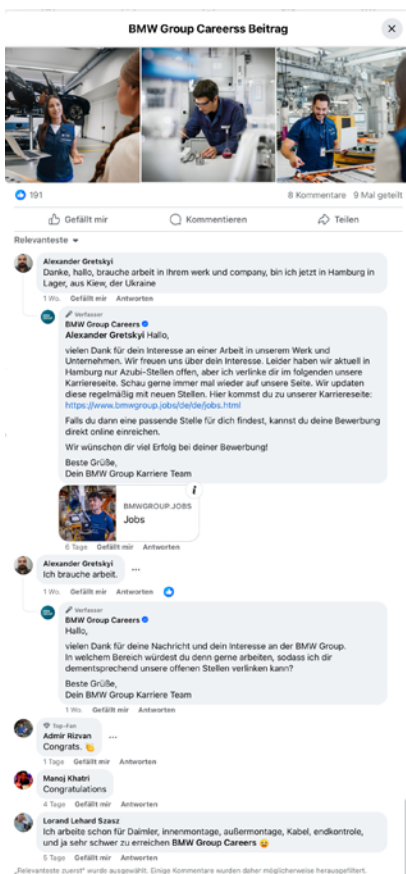 BMW Group Careerss Beitrag
191
8 Kommentare 9 Mal geteilt
Gefällt mir
Kommentieren
Teilen
Relevanteste
Alexander Gretskyi
Danke, hallo, brauche arbeit in Ihrem werk und company, bin ich jetzt in Hamburg in
Lager, aus Kiew, der Ukraine
1 Wo. Gefällt mir Antworten
Verfasser
BMW Group Careers
Alexander Gretskyi Hallo,
vielen Dank für dein Interesse an einer Arbeit in unserem Werk und
Unternehmen. Wir freuen uns über dein Interesse. Leider haben wir aktuell in
Hamburg nur Azubi-Stellen offen, aber ich verlinke dir im folgenden unsere
Karriereseite. Schau gerne immer mal wieder auf unsere Seite. Wir updaten
diese regelmäßig mit neuen Stellen. Hier kommst du zu unserer Karriereseite:
https://www.bmwgroup.jobs/de/de/jobs.html
Falls du dann eine passende Stelle für dich findest, kannst du deine Bewerbung
direkt online einreichen.
Wir wünschen dir viel Erfolg bei deiner Bewerbung!
Beste Grüße,
Dein BMW Group Karriere Team
BMWGROUP.JOBS
Jobs
6 Tage Gefällt mir Antworten
Alexander Gretskyi
Ich brauche arbeit.
1 Wo. Gefällt mir Antworten
Verfasser
BMW Group Careers
Hallo,
vielen Dank für deine Nachricht und dein Interesse an der BMW Group.
In welchem Bereich würdest du denn gerne arbeiten, sodass ich dir
dementsprechend unsere offenen Stellen verlinken kann?
Beste Grüße,
Dein BMW Group Karriere Team
1 Wo. Gefällt mir Antworten
Top-Fan
Admir Rizvan
Congrats. 👏
1 Tage Gefällt mir Antworten
Manoj Khatri
Congratulations
4 Tage Gefällt mir Antworten
Lorand Lehard Szasz
Ich arbeite schon für Daimler, innenmontage, außermontage, Kabel, endkontrole,
und ja sehr schwer zu erreichen BMW Group Careers 😉
5 Tage Gefällt mir Antworten
„Relevanteste zuerst“ wurde ausgewählt. Einige Kommentare wurden daher möglicherweise herausgefiltert.